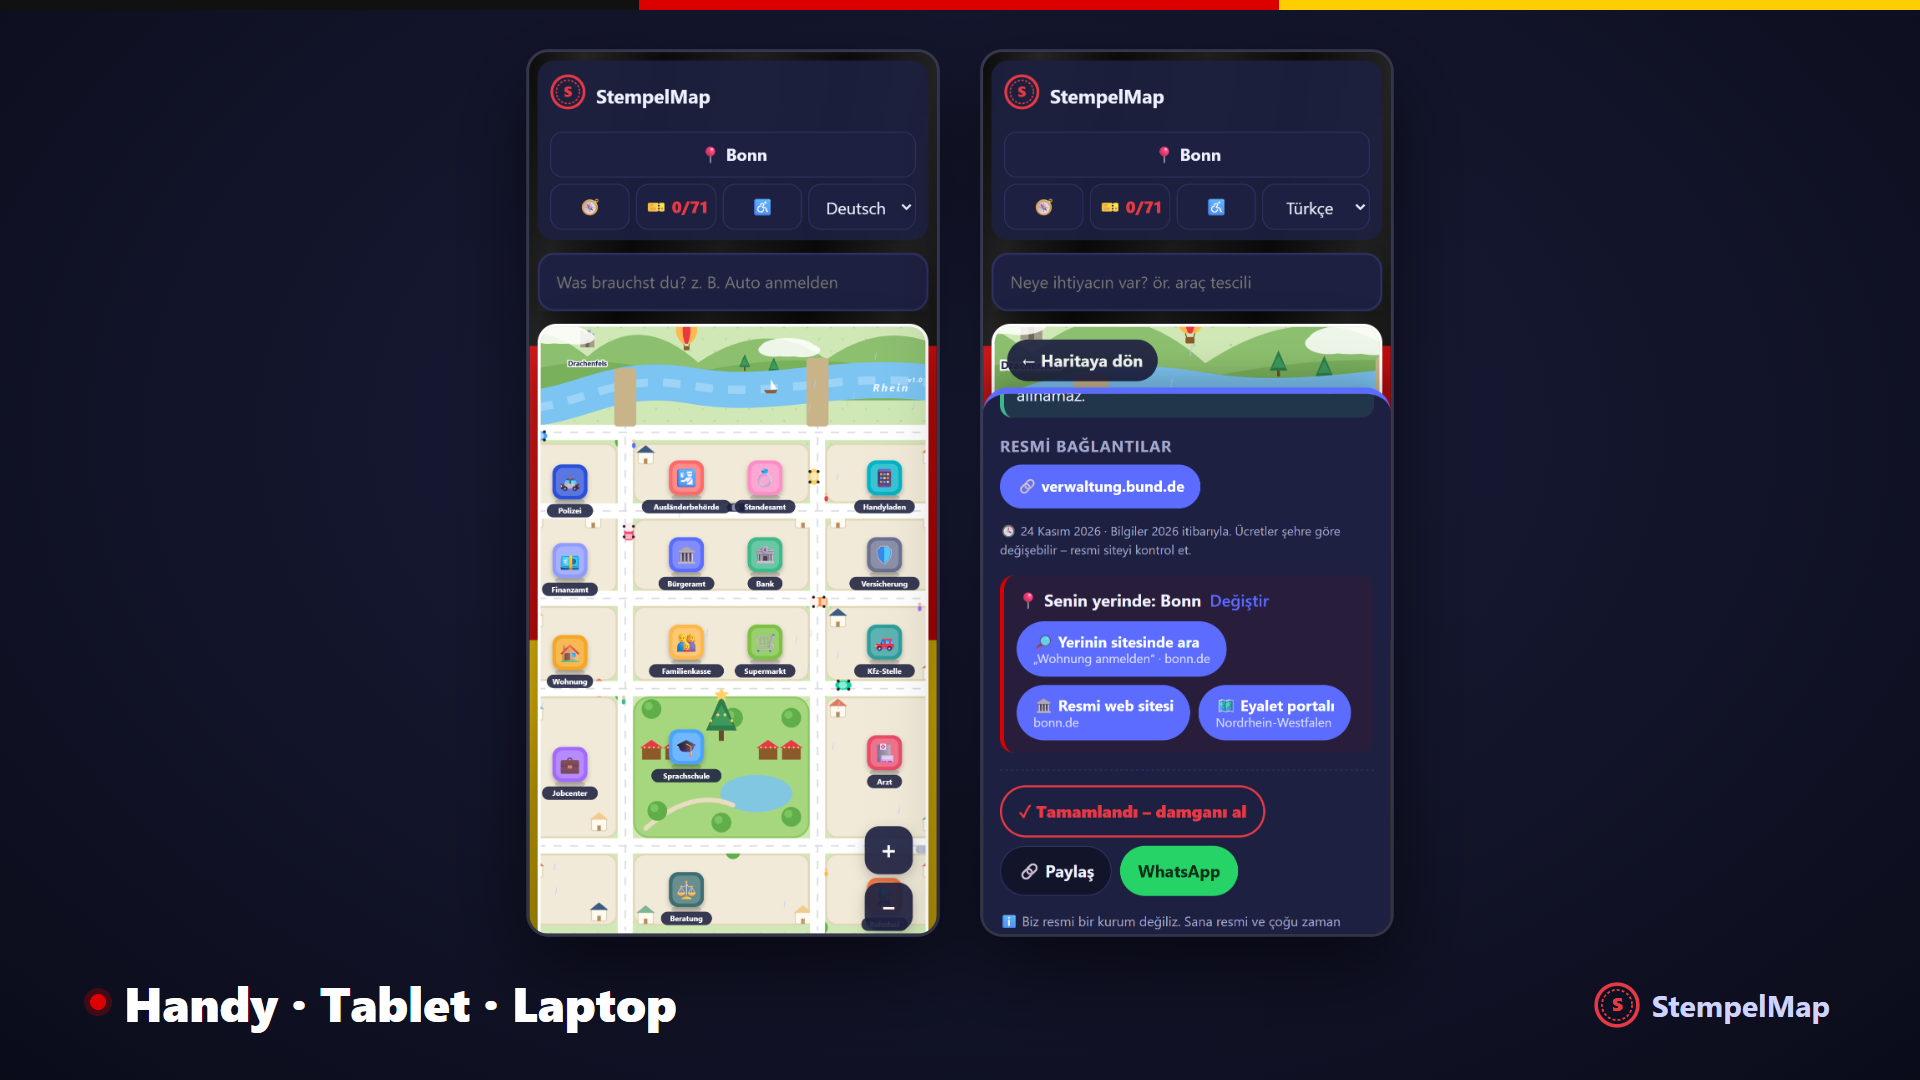 StempelMap
Bonn
0/71
Deutsch
Was brauchst du? z. B. Auto anmelden
Drachenfels
Rhein
v1.0
Polizei
Ausländerbehörde
Standesamt
Handyladen
Finanzamt
Bürgeramt
Bank
Versicherung
Wohnung
Familienkasse
Supermarkt
Kfz-Stelle
Jobcenter
Sprachschule
Arzt
Beratung
+
−
StempelMap
Bonn
0/71
Türkçe
Neye ihtiyacın var? ör. araç tescili
← Haritaya dön
alınamaz.
RESMİ BAĞLANTILAR
verwaltung.bund.de
24 Kasım 2026 · Bilgiler 2026 itibarıyla. Ücretler şehre göre
değişebilir – resmi siteyi kontrol et.
Senin yerinde: Bonn Değiştir
Yerinin sitesinde ara
„Wohnung anmelden“ · bonn.de
Resmi web sitesi
bonn.de
Eyalet portalı
Nordrhein-Westfalen
✓ Tamamlandı – damganı al
Paylaş
WhatsApp
Biz resmi bir kurum değiliz. Sana resmi ve çoğu zaman
Handy · Tablet · Laptop
S StempelMap